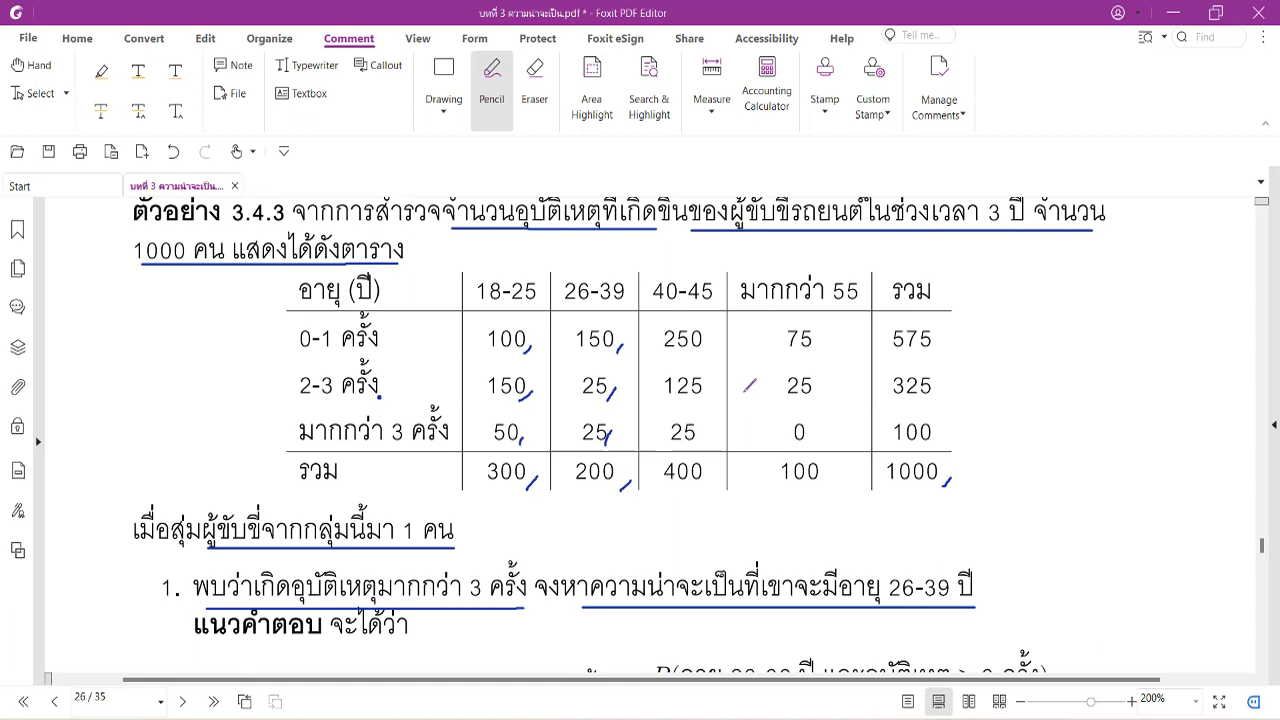 บทที่ 3 ความน่าจะเป็น.pdf * - Foxit PDF Editor
File Home Convert Edit Organize Comment View Form Protect Foxit eSign Share Accessibility Help Tell me... Find
Hand Select Note File Typewriter Textbox Callout Drawing Pencil Eraser Area Highlight Search & Highlight Measure Accounting Calculator Stamp Custom Stamp Manage Comments
Start บทที่ 3 ความน่าจะเป็น....
ตัวอย่าง 3.4.3 จากการสำรวจจำนวนอุบัติเหตุที่เกิดขึ้นของผู้ขับขี่รถยนต์ในช่วงเวลา 3 ปี จำนวน
1000 คน แสดงได้ดังตาราง
อายุ (ปี) 18-25 26-39 40-45 มากกว่า 55 รวม
0-1 ครั้ง 100 150 250 75 575
2-3 ครั้ง 150 25 125 25 325
มากกว่า 3 ครั้ง 50 25 25 0 100
รวม 300 200 400 100 1000
เมื่อสุ่มผู้ขับขี่จากกลุ่มนี้มา 1 คน
1. พบว่าเกิดอุบัติเหตุมากกว่า 3 ครั้ง จงหาความน่าจะเป็นที่เขาจะมีอายุ 26-39 ปี
แนวคำตอบ จะได้ว่า
26 / 35 200%